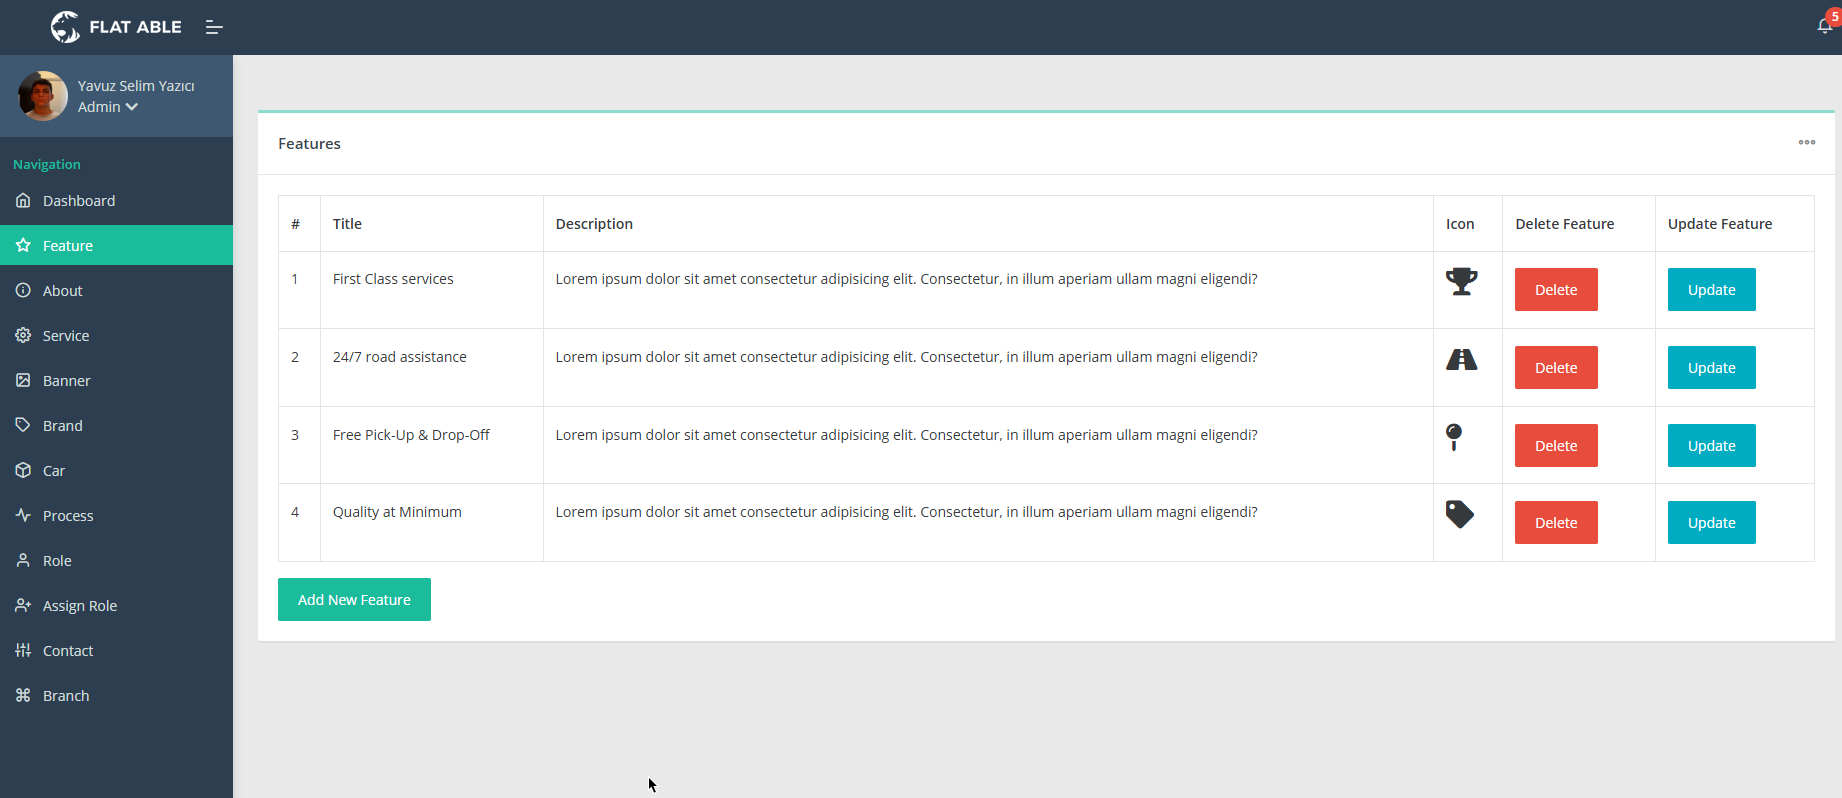 FLAT ABLE
5
Yavuz Selim Yazıcı
Admin
Navigation
Dashboard
Feature
About
Service
Banner
Brand
Car
Process
Role
Assign Role
Contact
Branch
Features
# Title Description Icon Delete Feature Update Feature
1 First Class services Lorem ipsum dolor sit amet consectetur adipisicing elit. Consectetur, in illum aperiam ullam magni eligendi? Delete Update
2 24/7 road assistance Lorem ipsum dolor sit amet consectetur adipisicing elit. Consectetur, in illum aperiam ullam magni eligendi? Delete Update
3 Free Pick-Up & Drop-Off Lorem ipsum dolor sit amet consectetur adipisicing elit. Consectetur, in illum aperiam ullam magni eligendi? Delete Update
4 Quality at Minimum Lorem ipsum dolor sit amet consectetur adipisicing elit. Consectetur, in illum aperiam ullam magni eligendi? Delete Update
Add New Feature